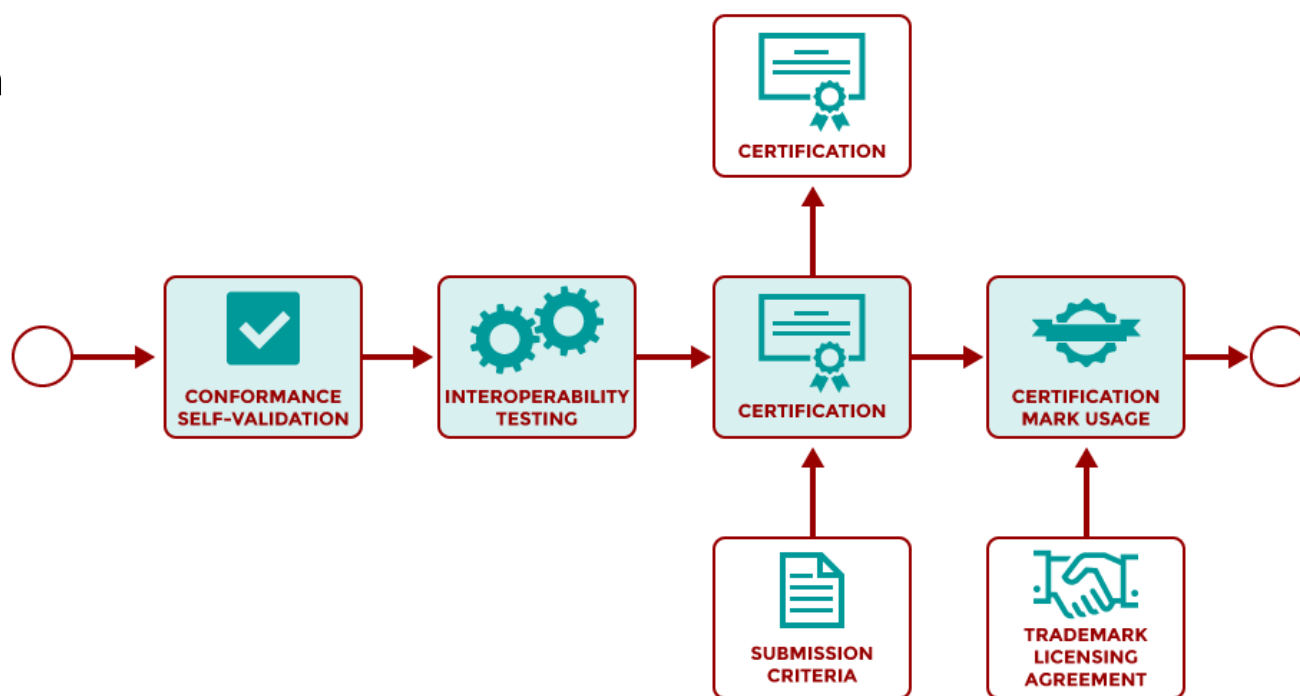 CERTIFICATION
CONFORMANCE
SELF-VALIDATION
INTEROPERABILITY
TESTING
CERTIFICATION
CERTIFICATION
MARK USAGE
SUBMISSION
CRITERIA
TRADEMARK
LICENSING
AGREEMENT